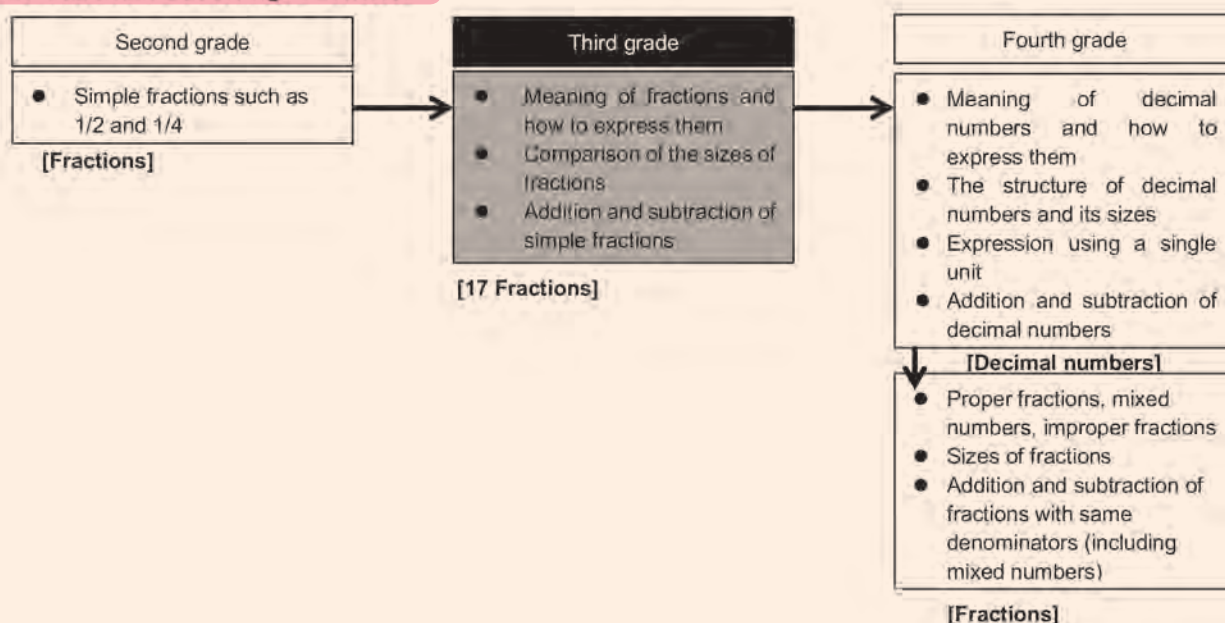 Second grade
● Simple fractions such as
1/2 and 1/4
[Fractions]
Third grade
● Meaning of fractions and
how to express them
● Comparison of the sizes of
fractions
● Addition and subtraction of
simple fractions
[17 Fractions]
Fourth grade
● Meaning of decimal
numbers and how to
express them
● The structure of decimal
numbers and its sizes
● Expression using a single
unit
● Addition and subtraction of
decimal numbers
[Decimal numbers]
● Proper fractions, mixed
numbers, improper fractions
● Sizes of fractions
● Addition and subtraction of
fractions with same
denominators (including
mixed numbers)
[Fractions]